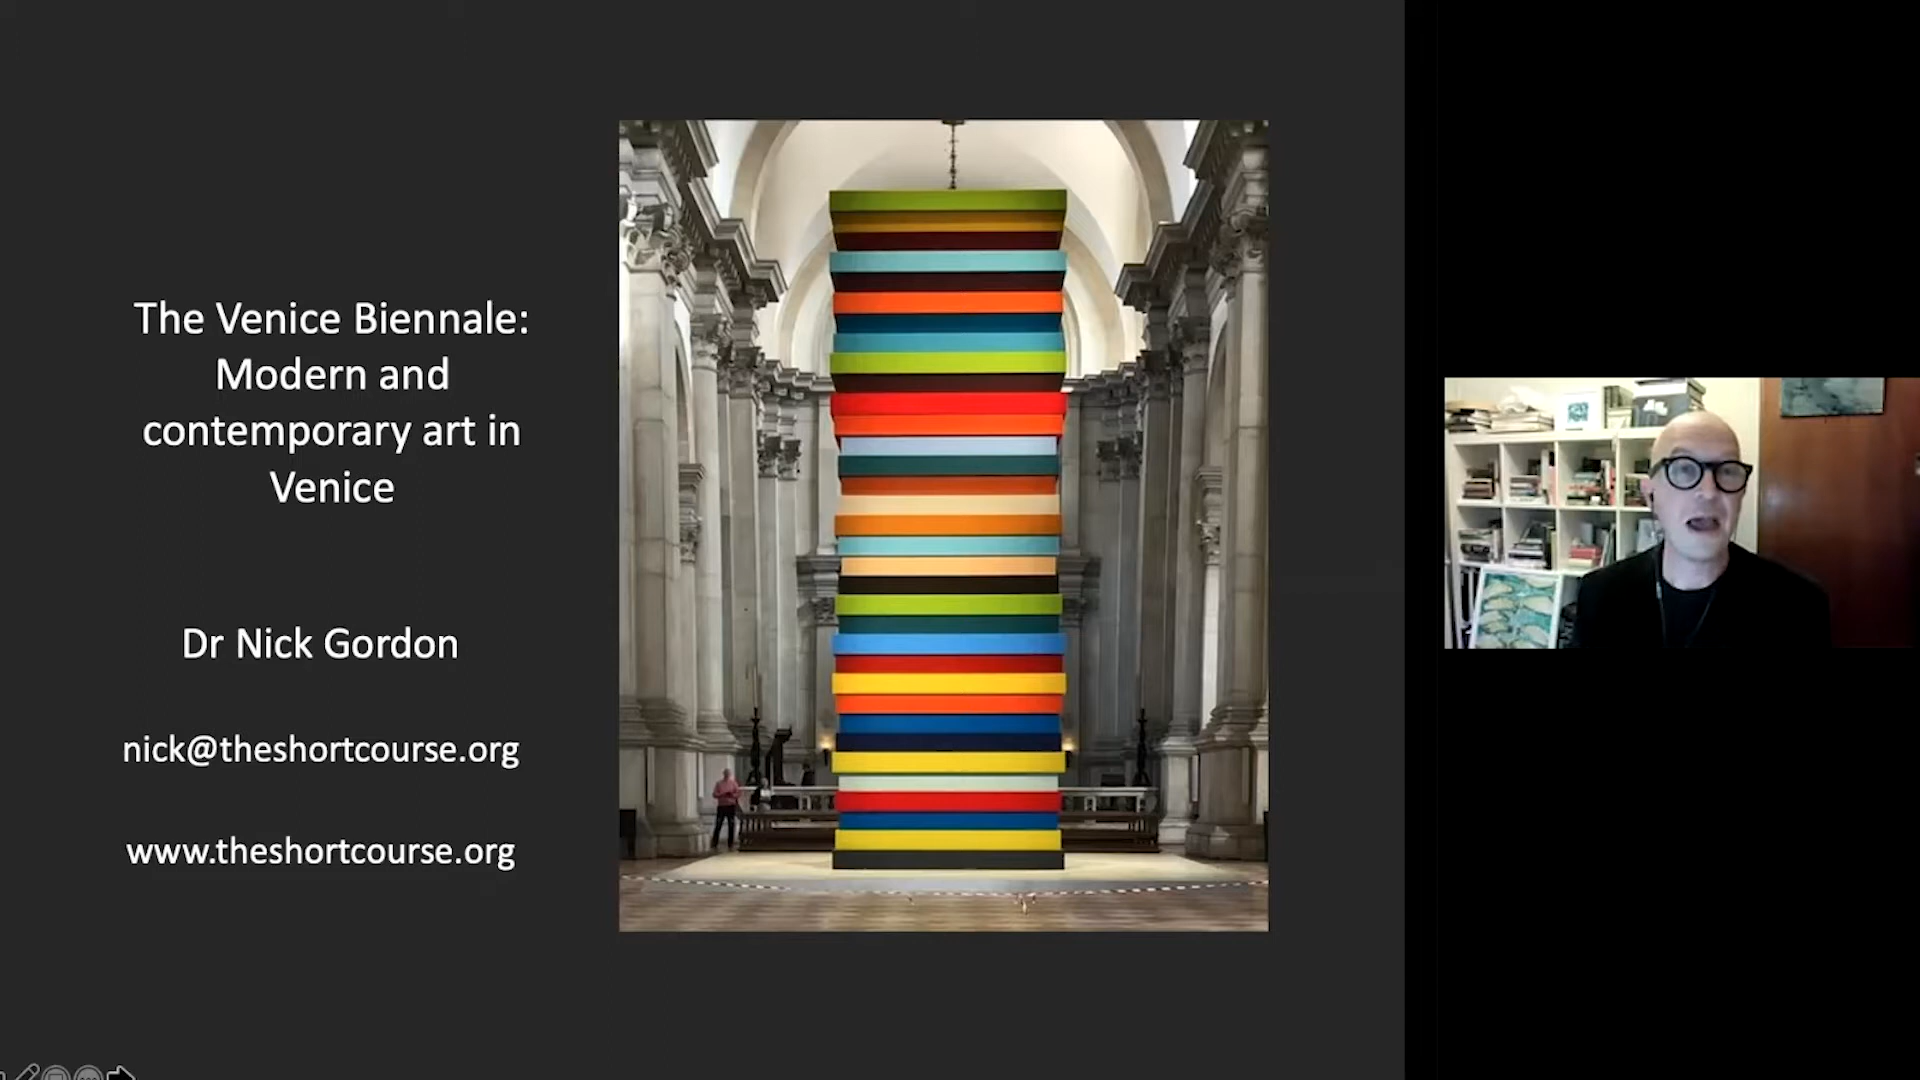 The Venice Biennale:
Modern and
contemporary art in
Venice
Dr Nick Gordon
nick@theshortcourse.org
www.theshortcourse.org